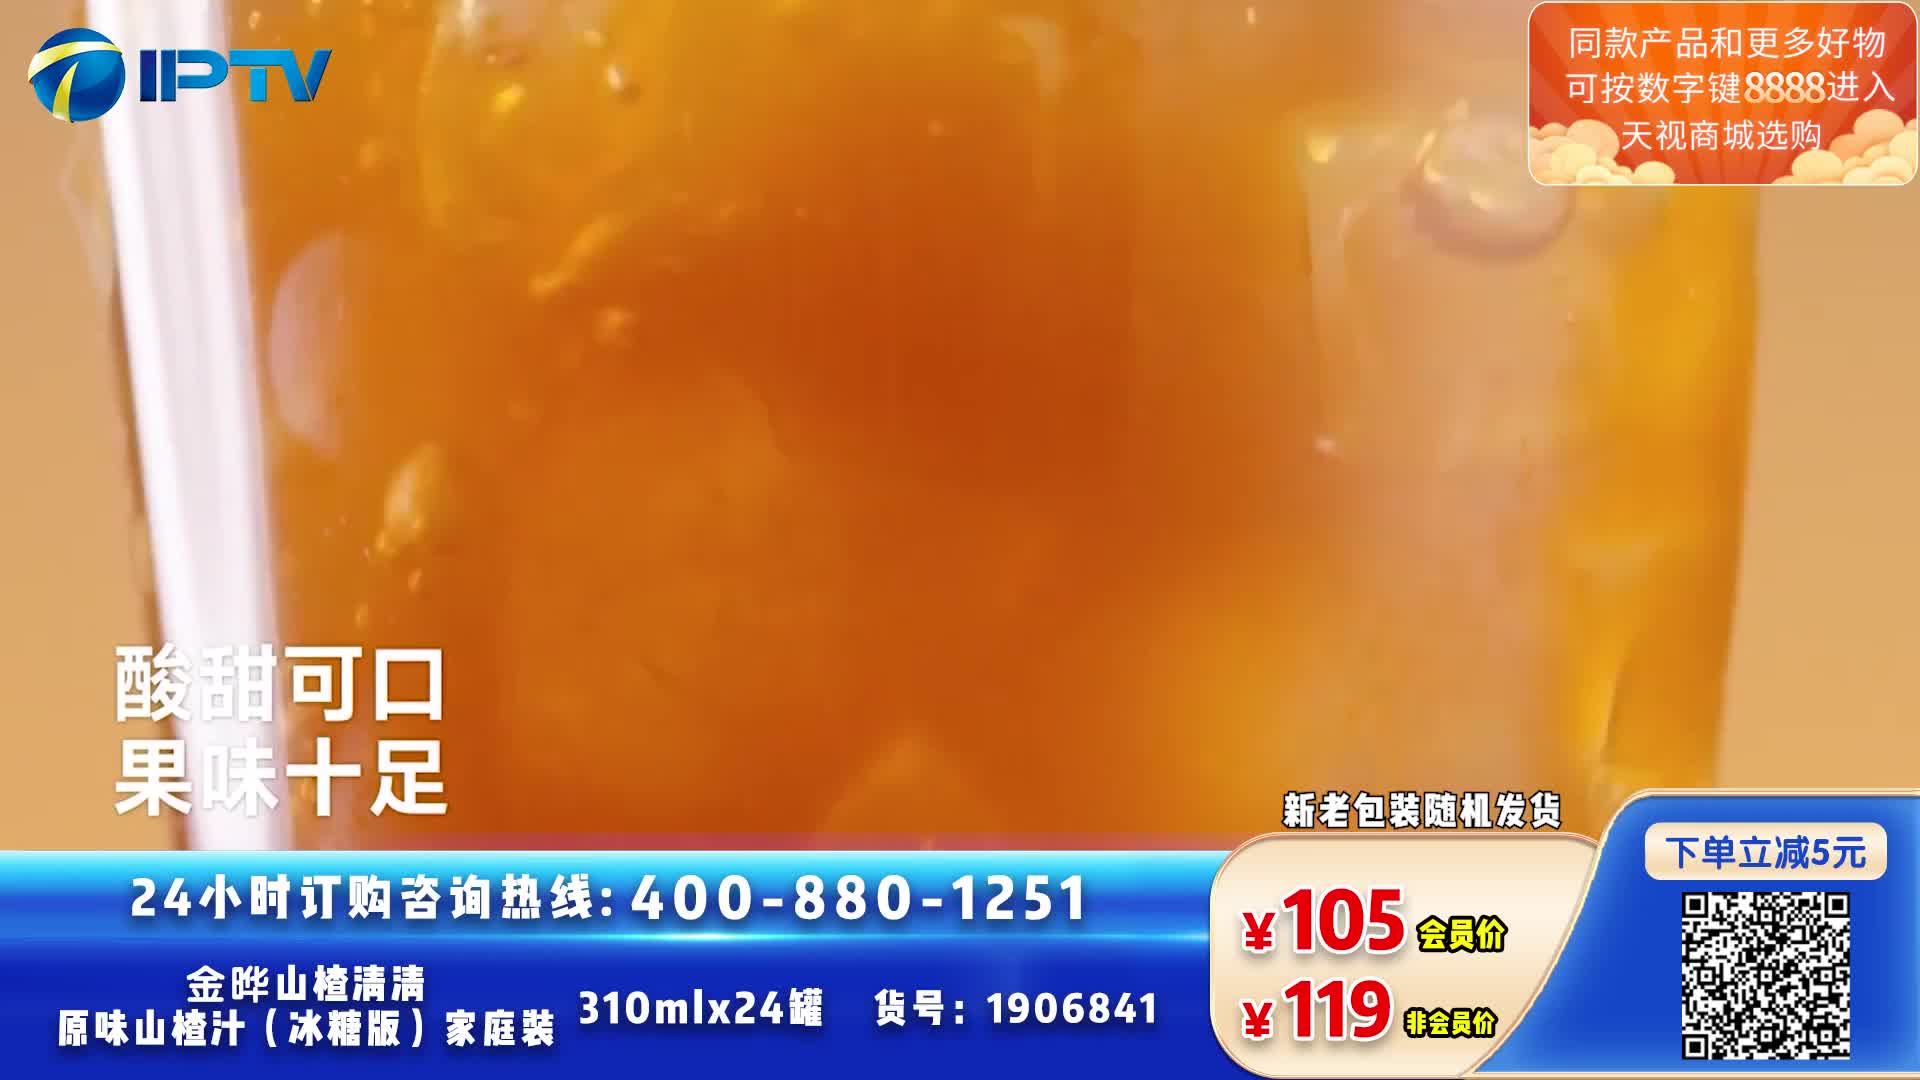 IPTV
同款产品和更多好物
可按数字键8888进入
天视商城选购
酸甜可口
果味十足
新老包装随机发货
24小时订购咨询热线:400-880-1251
金晔山楂清清
原味山楂汁（冰糖版）家庭装
310mlx24罐 货号：1906841
¥105 会员价
¥119 非会员价
下单立减5元